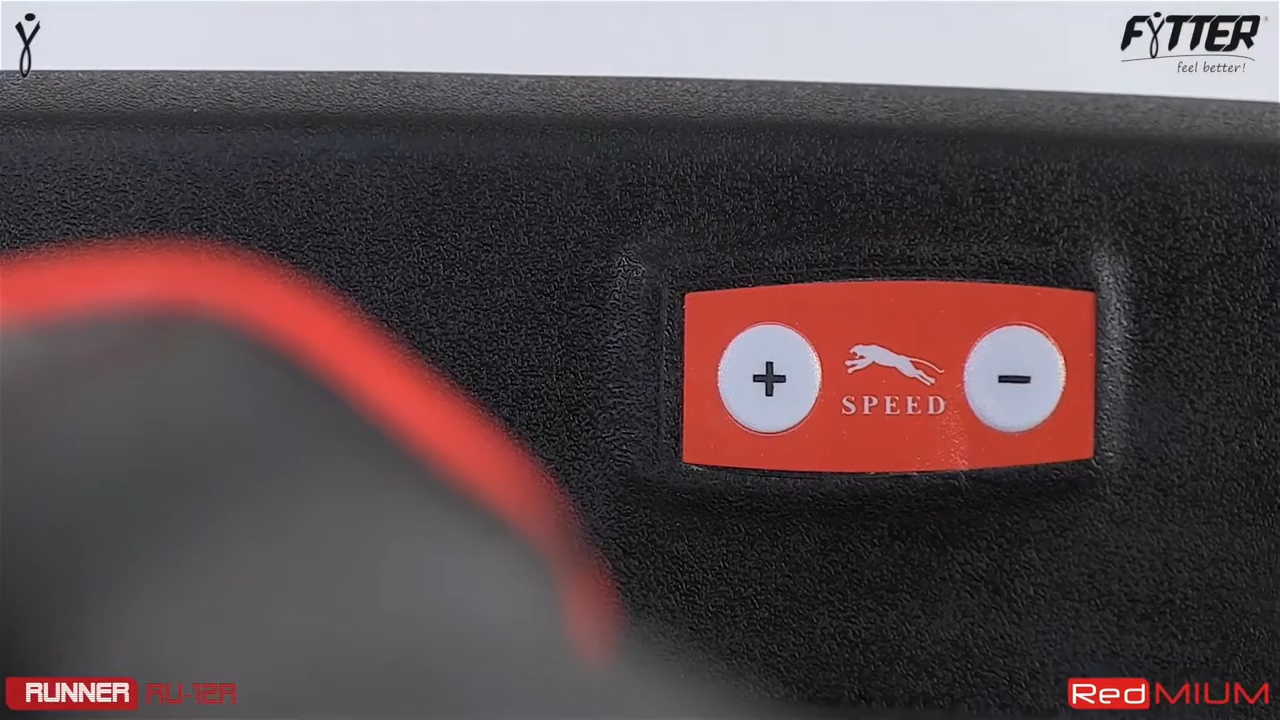 FYTTER®
feel better!
+
SPEED
-
RUNNER RU-12R
RedMIUM